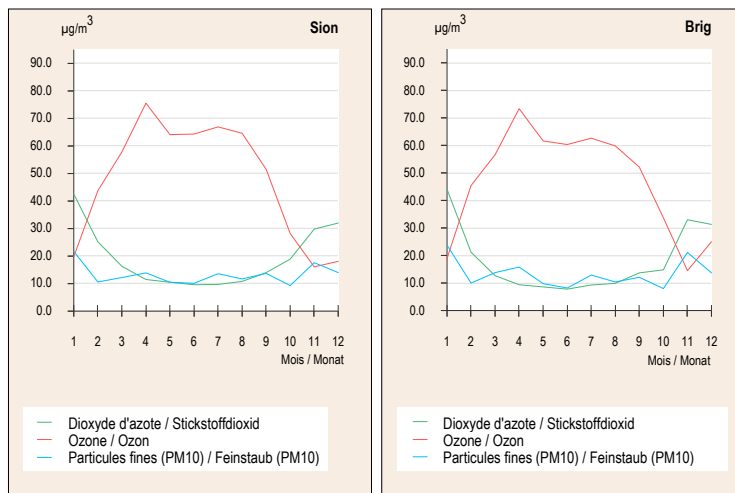 µg/m³ Sion
90.0
80.0
70.0
60.0
50.0
40.0
30.0
20.0
10.0
0.0
1 2 3 4 5 6 7 8 9 10 11 12
Mois / Monat
Dioxyde d'azote / Stickstoffdioxid
Ozone / Ozon
Particules fines (PM10) / Feinstaub (PM10)
µg/m³ Brig
90.0
80.0
70.0
60.0
50.0
40.0
30.0
20.0
10.0
0.0
1 2 3 4 5 6 7 8 9 10 11 12
Mois / Monat
Dioxyde d'azote / Stickstoffdioxid
Ozone / Ozon
Particules fines (PM10) / Feinstaub (PM10)